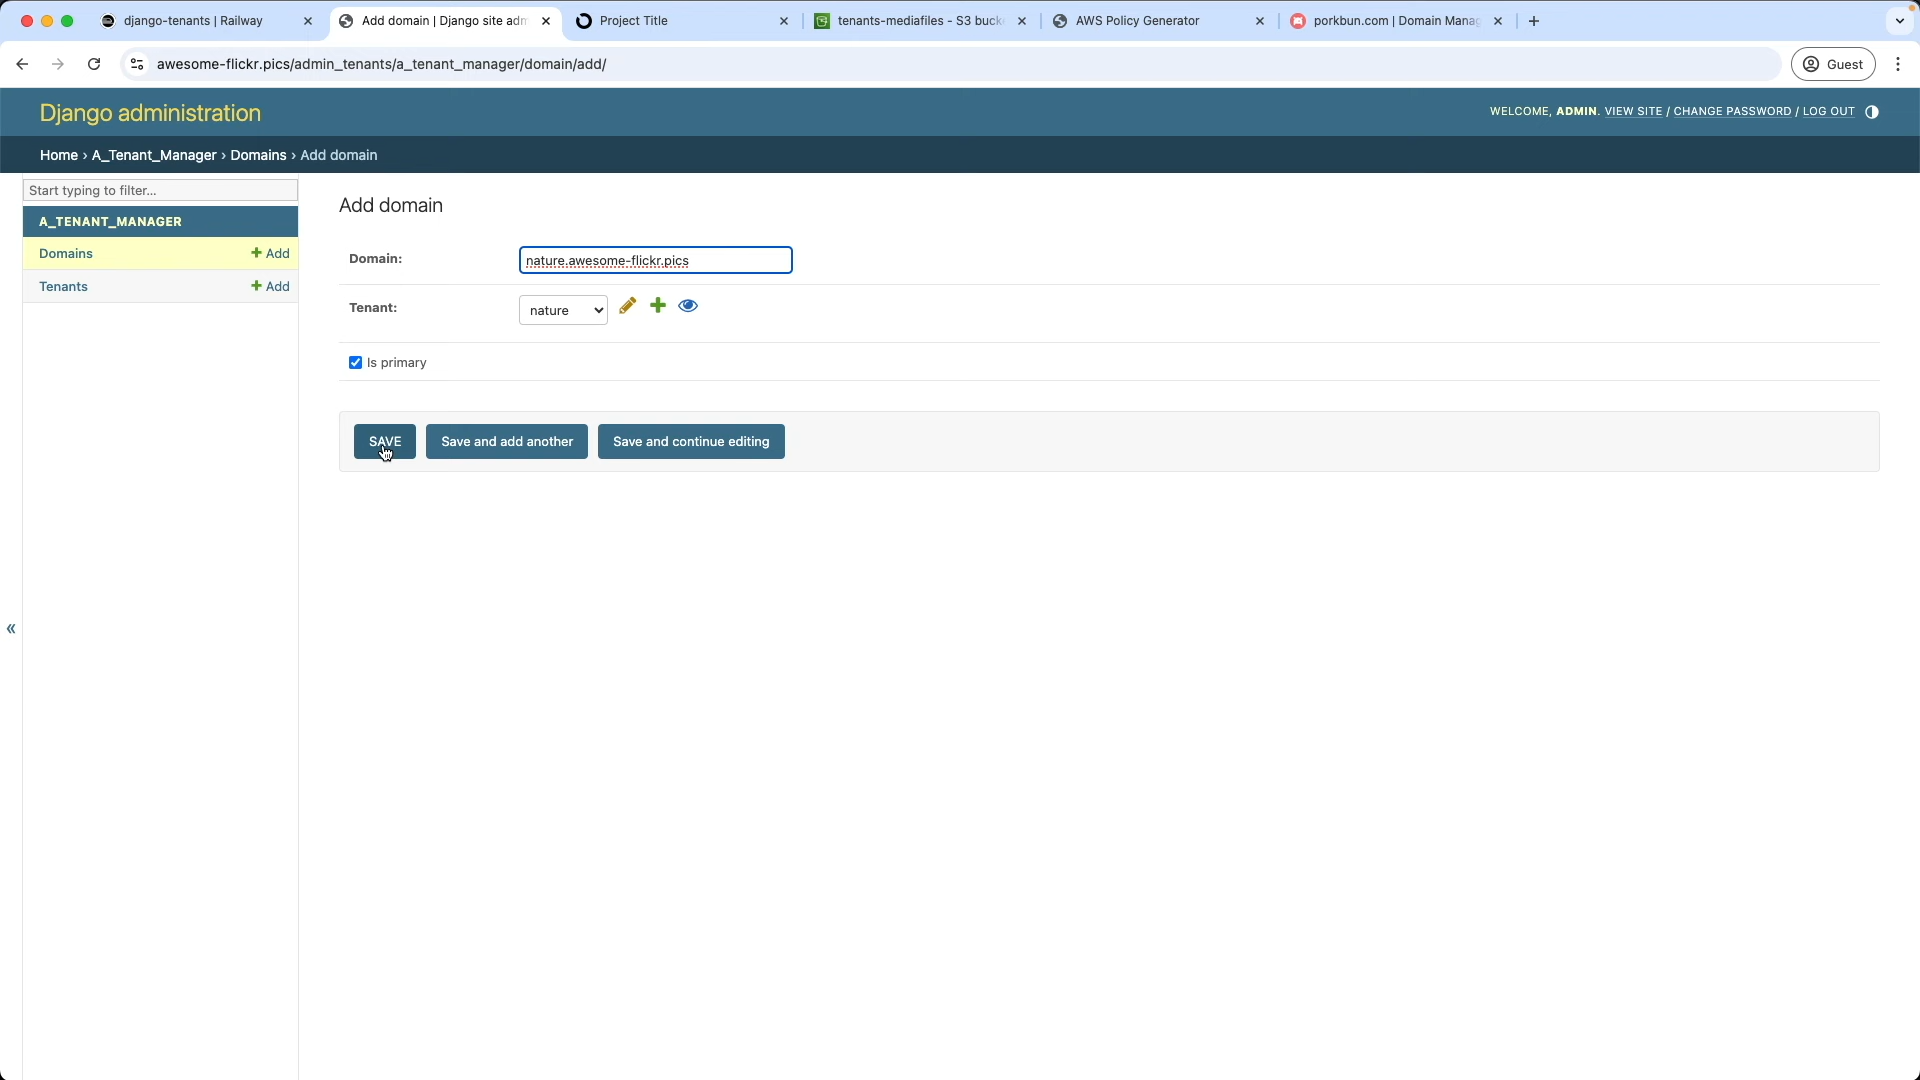 django-tenants | Railway
Add domain | Django site adm
Project Title
tenants-mediafiles - S3 buck
AWS Policy Generator
porkbun.com | Domain Manag
awesome-flickr.pics/admin_tenants/a_tenant_manager/domain/add/
Guest
Django administration
WELCOME, ADMIN. VIEW SITE / CHANGE PASSWORD / LOG OUT
Home › A_Tenant_Manager › Domains › Add domain
Start typing to filter...
A_TENANT_MANAGER
Domains + Add
Tenants + Add
«
Add domain
Domain: nature.awesome-flickr.pics
Tenant: nature
Is primary
SAVE Save and add another Save and continue editing